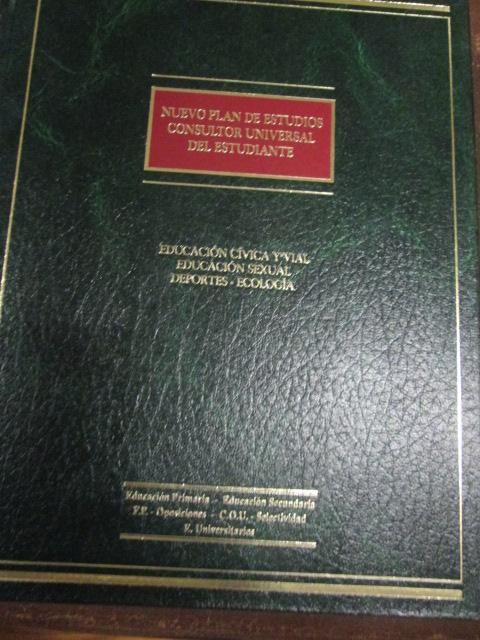 NUEVO PLAN DE ESTUDIOS
CONSULTOR UNIVERSAL
DEL ESTUDIANTE
EDUCACIÓN CÍVICA Y VIAL
EDUCACIÓN SEXUAL
DEPORTES - ECOLOGÍA
Educación Primaria - Educación Secundaria
F.P. - Oposiciones - C.O.U. - Selectividad
E. Universitarios